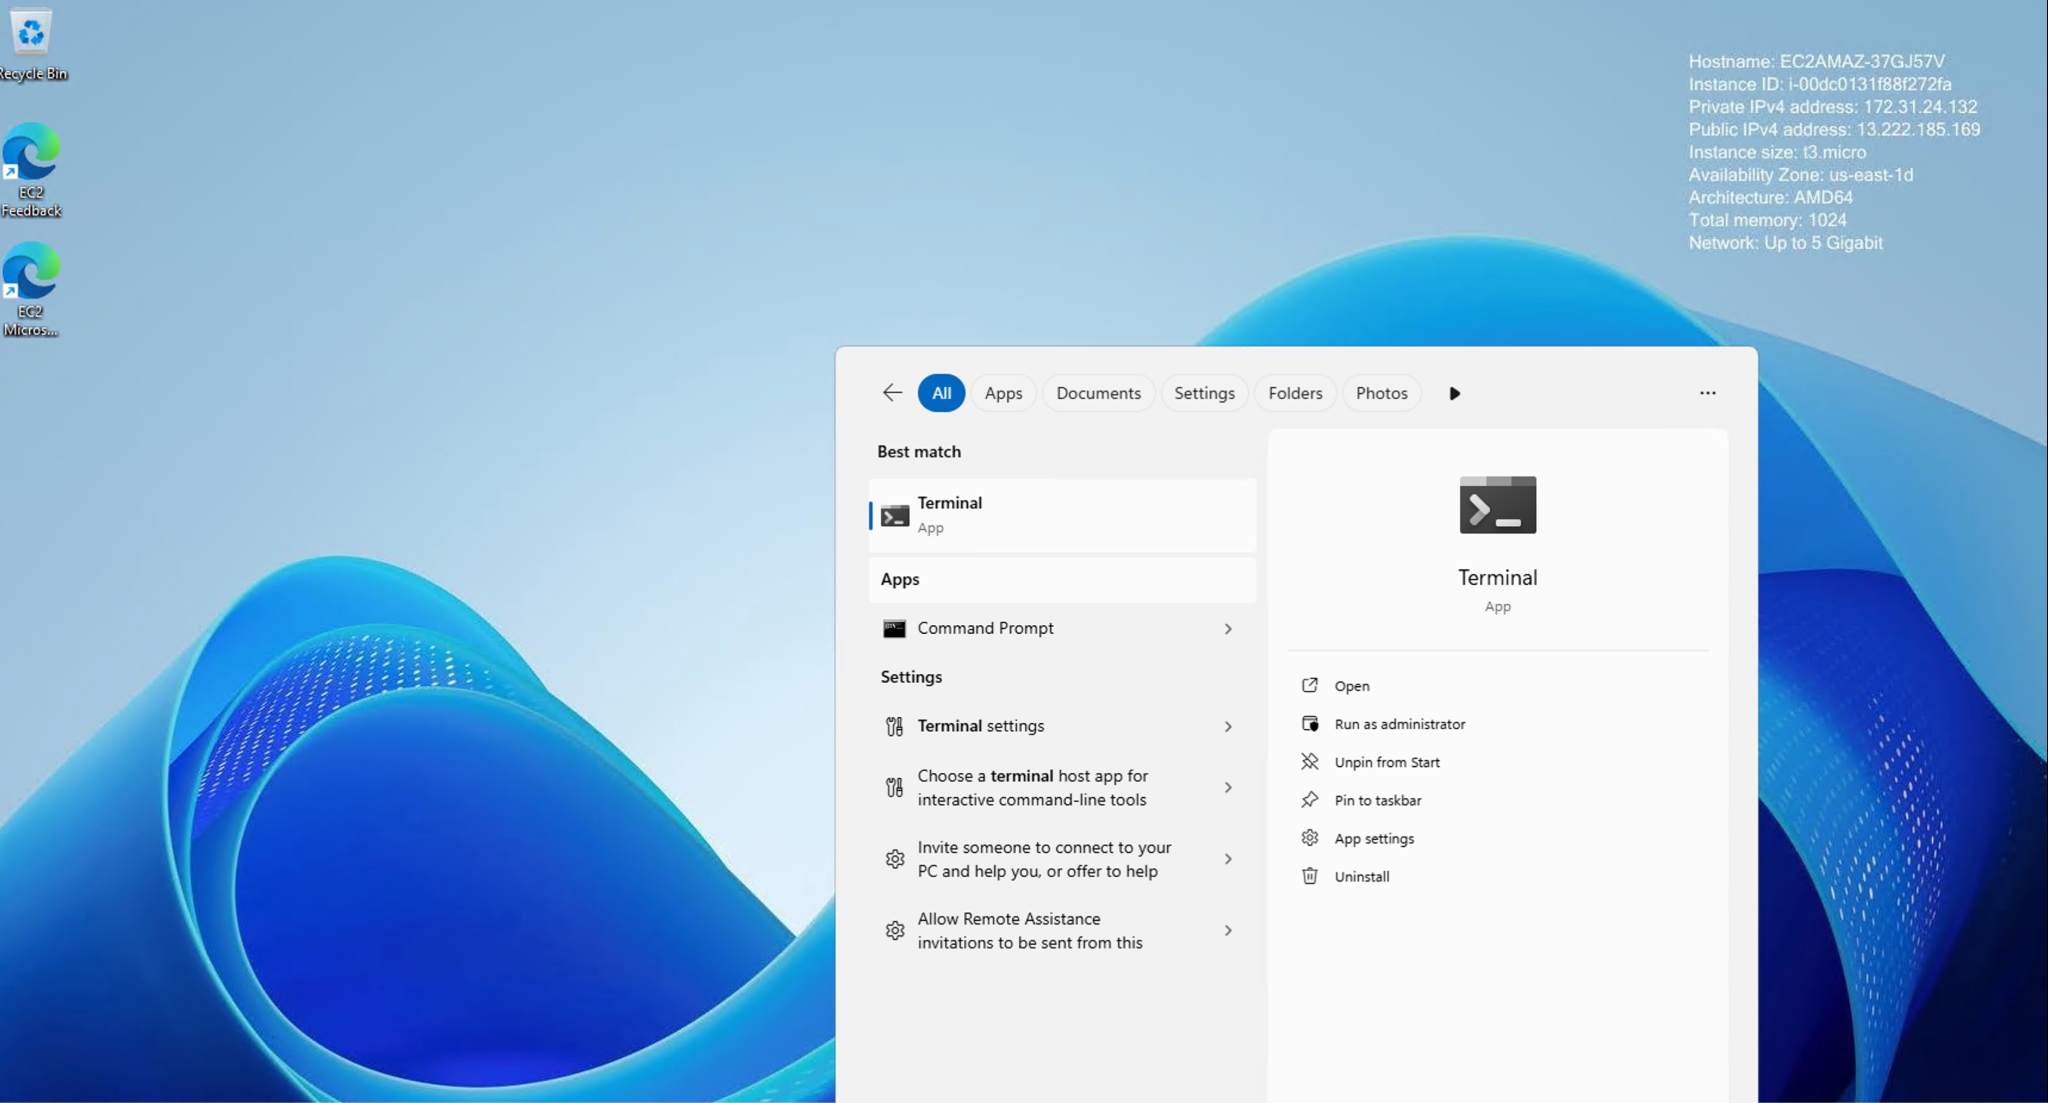 Recycle Bin
EC2
Feedback
EC2
Micros...
Hostname: EC2AMAZ-37GJ57V
Instance ID: i-00dc0131f88f272fa
Private IPv4 address: 172.31.24.132
Public IPv4 address: 13.222.185.169
Instance size: t3.micro
Availability Zone: us-east-1d
Architecture: AMD64
Total memory: 1024
Network: Up to 5 Gigabit
All
Apps
Documents
Settings
Folders
Photos
Best match
Terminal
App
Apps
Command Prompt
Settings
Terminal settings
Choose a terminal host app for
interactive command-line tools
Invite someone to connect to your
PC and help you, or offer to help
Allow Remote Assistance
invitations to be sent from this
Terminal
App
Open
Run as administrator
Unpin from Start
Pin to taskbar
App settings
Uninstall